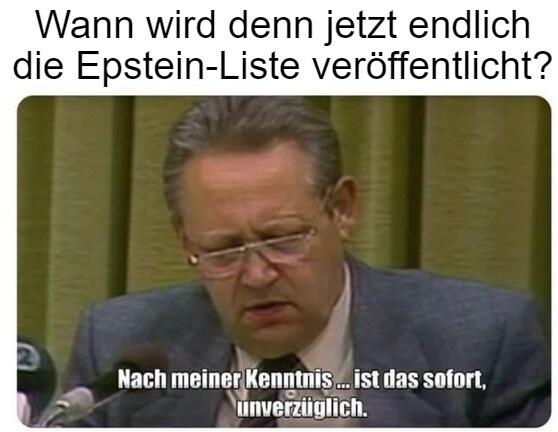 Wann wird denn jetzt endlich
die Epstein-Liste veröffentlicht?
Nach meiner Kenntnis ... ist das sofort,
unverzüglich.